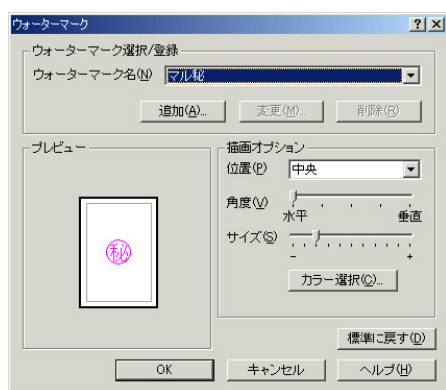 ウォーターマーク
ウォーターマーク選択/登録
ウォーターマーク名(N) マル秘
追加(A)... 変更(M)... 削除(R)
プレビュー
秘
描画オプション
位置(P) 中央
角度(V)
水平 垂直
サイズ(S)
- +
カラー選択(C)...
標準に戻す(D)
OK キャンセル ヘルプ(H)